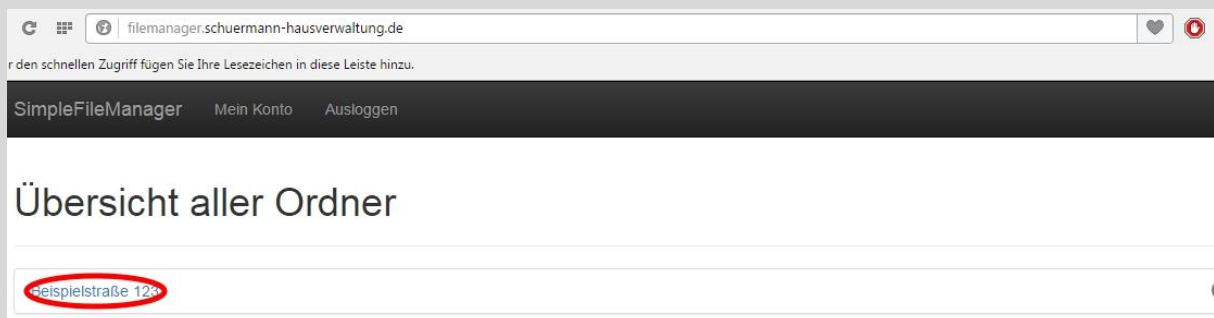 filemanager.schuermann-hausverwaltung.de
r den schnellen Zugriff fügen Sie Ihre Lesezeichen in diese Leiste hinzu.
SimpleFileManager Mein Konto Ausloggen
Übersicht aller Ordner
Beispielstraße 123